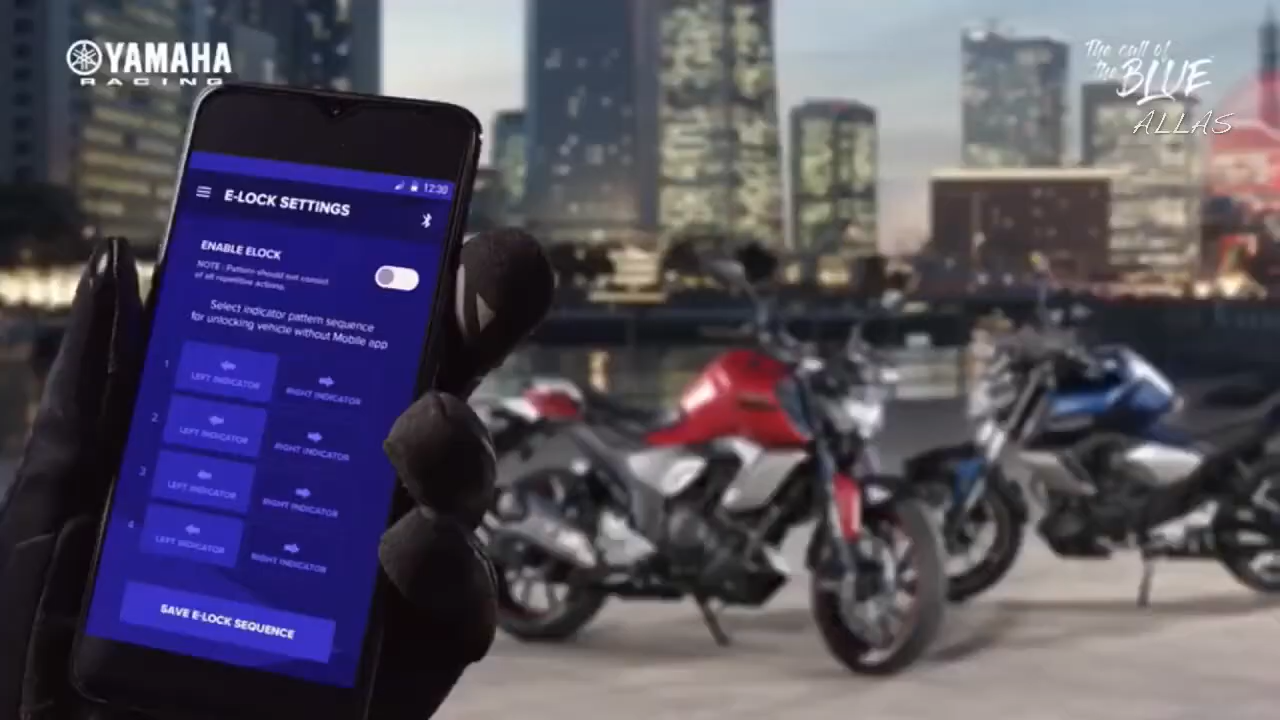 YAMAHA
RACING
The call of
the BLUE
ALLAS
12:30
E-LOCK SETTINGS
ENABLE ELOCK
NOTE : Pattern should not consist
of all repetitive actions.
Select indicator pattern sequence
for unlocking vehicle without Mobile app
1 LEFT INDICATOR RIGHT INDICATOR
2 LEFT INDICATOR RIGHT INDICATOR
3 LEFT INDICATOR RIGHT INDICATOR
4 LEFT INDICATOR RIGHT INDICATOR
SAVE E-LOCK SEQUENCE